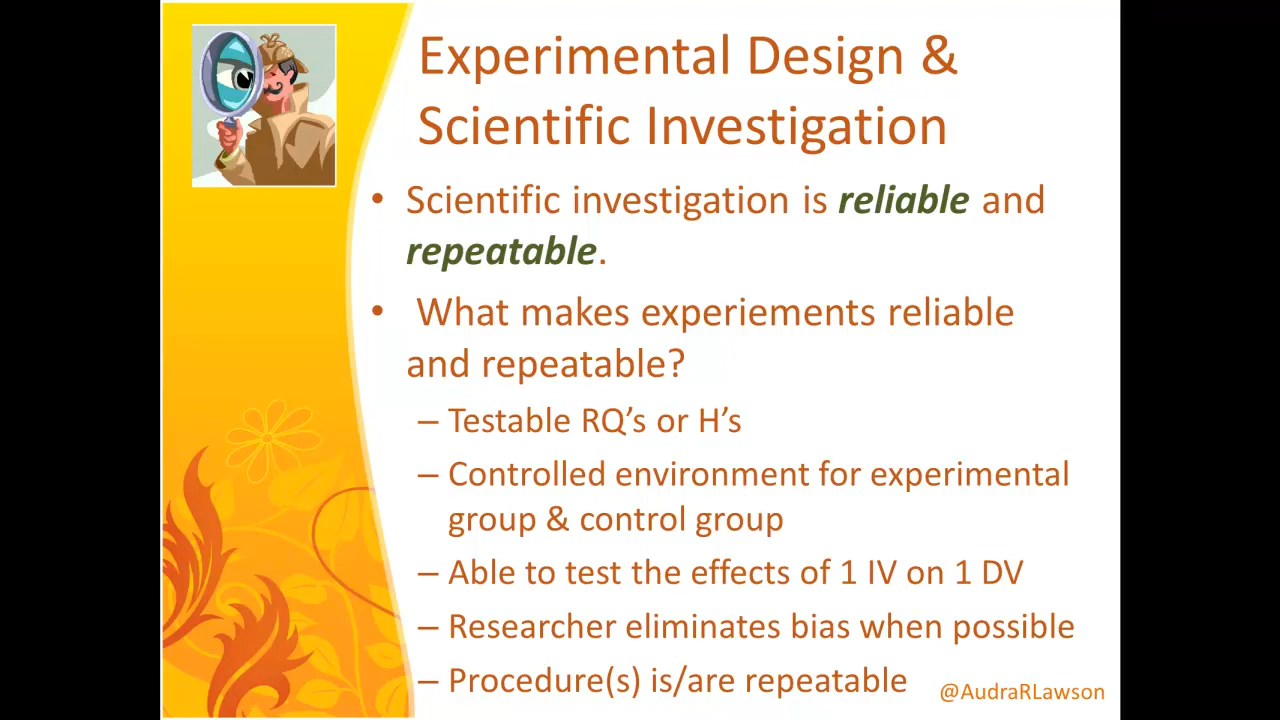 Experimental Design &
Scientific Investigation
• Scientific investigation is reliable and
repeatable.
• What makes experiements reliable
and repeatable?
– Testable RQ's or H's
– Controlled environment for experimental
group & control group
– Able to test the effects of 1 IV on 1 DV
– Researcher eliminates bias when possible
– Procedure(s) is/are repeatable
@AudraRLawson